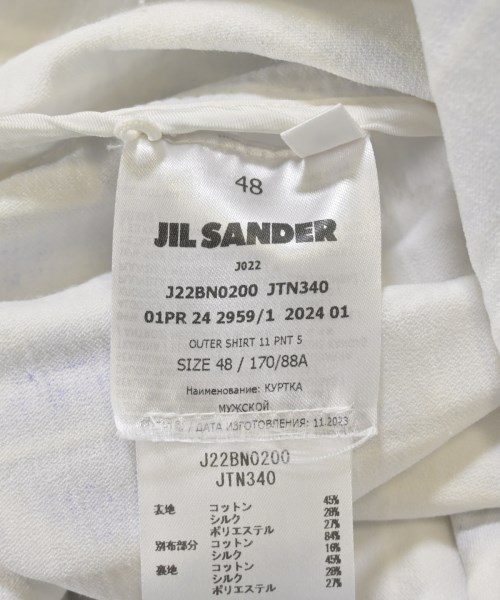 48
JIL SANDER
J022
J22BN0200 JTN340
01PR 24 2959/1 2024 01
OUTER SHIRT 11 PNT 5
SIZE 48 / 170/88A
Наименование: КУРТКА
МУЖСКОЙ
/ ДАТА ИЗГОТОВЛЕНИЯ: 11.2023
J22BN0200
JTN340
表地 コットン 45%
シルク 28%
ポリエステル 27%
別布部分 コットン 84%
シルク 16%
裏地 コットン 45%
シルク 28%
ポリエステル 27%